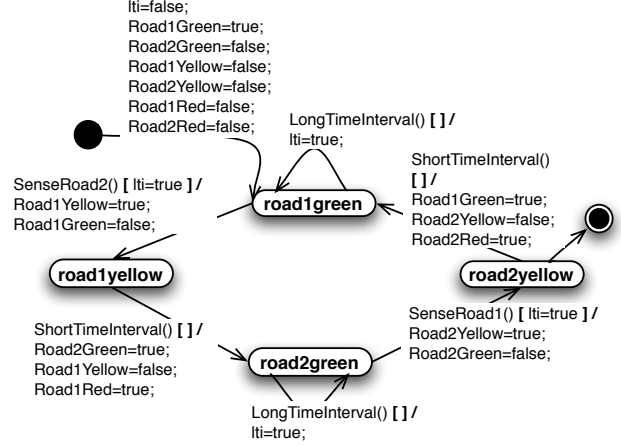 lti=false;
Road1Green=true;
Road2Green=false;
Road1Yellow=false;
Road2Yellow=false;
Road1Red=false;
Road2Red=false;
LongTimeInterval() [ ] /
lti=true;
ShortTimeInterval()
[ ] /
Road1Green=true;
Road2Yellow=false;
Road2Red=true;
SenseRoad2() [ lti=true ] /
Road1Yellow=true;
Road1Green=false;
road1green
road1yellow
road2yellow
ShortTimeInterval() [ ] /
Road2Green=true;
Road1Yellow=false;
Road1Red=true;
SenseRoad1() [ lti=true ] /
Road2Yellow=true;
Road2Green=false;
road2green
LongTimeInterval() [ ] /
lti=true;